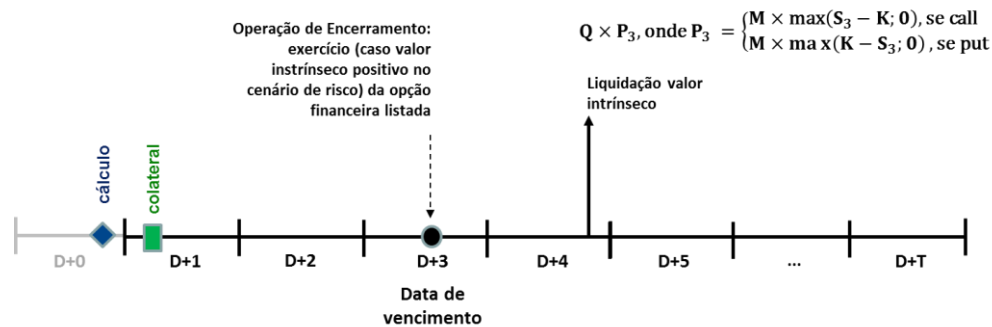 Operação de Encerramento:
exercício (caso valor
instrínseco positivo no
cenário de risco) da opção
financeira listada
Q × P₃, onde P₃ = { M × max(S₃ − K; 0), se call
M × ma x(K − S₃; 0) , se put
Liquidação valor
intrínseco
cálculo
colateral
D+0 D+1 D+2 D+3 D+4 D+5 ... D+T
Data de
vencimento